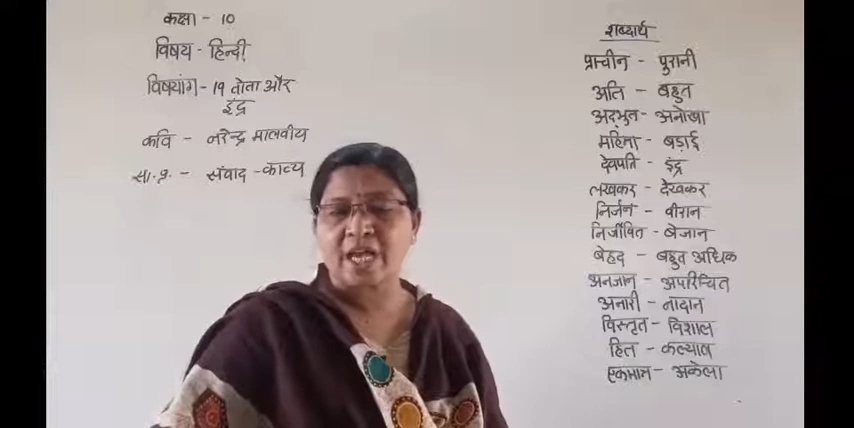 कक्षा - 10
विषय - हिन्दी
विषयांग - 19 तोता और
इंद्र
कवि - नरेन्द्र मालवीय
सा.प्र. - संवाद - काव्य
शब्दार्थ
प्राचीन - पुरानी
अति - बहुत
अद्भुत - अनोखा
महिमा - बड़ाई
देवपति - इंद्र
लखकर - देखकर
निर्जन - वीरान
निर्जीवित - बेजान
बेहद - बहुत अधिक
अनजान - अपरिचित
अनारी - नादान
विस्तृत - विशाल
हित - कल्याण
एकमात्र - अकेला